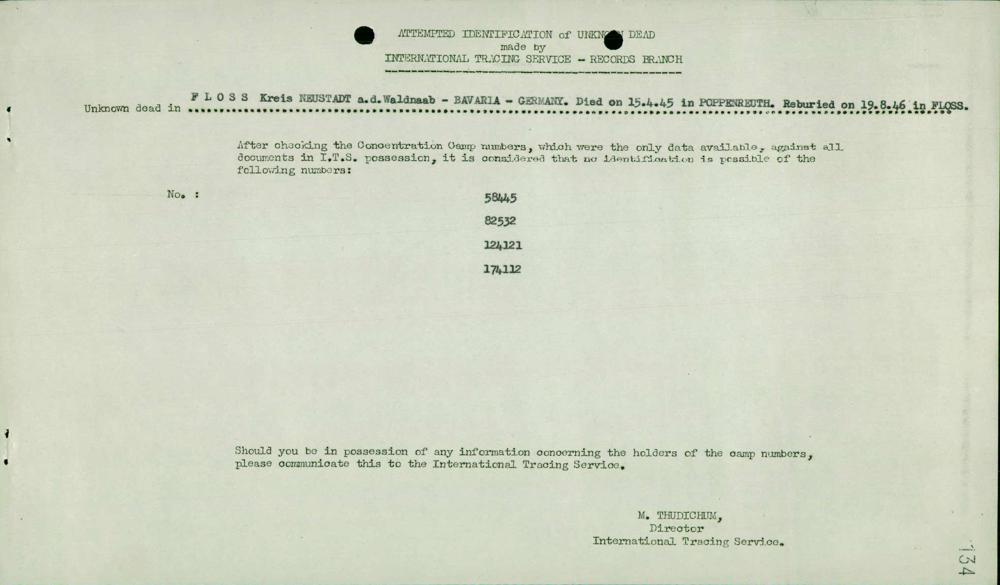 ATTEMPTED IDENTIFICATION of UNKNOWN DEAD
made by
INTERNATIONAL TRACING SERVICE - RECORDS BRANCH
Unknown dead in F L O S S Kreis NEUSTADT a.d.Waldnaab - BAVARIA - GERMANY. Died on 15.4.45 in POPPENREUTH. Reburied on 19.8.46 in FLOSS.
After checking the Concentration Camp numbers, which were the only data available, against all
documents in I.T.S. possession, it is considered that no identification is possible of the
following numbers:
No. :
58445
82532
124121
174112
Should you be in possession of any information concerning the holders of the camp numbers,
please communicate this to the International Tracing Service.
M. THUDICHUM,
Director
International Tracing Service.
134